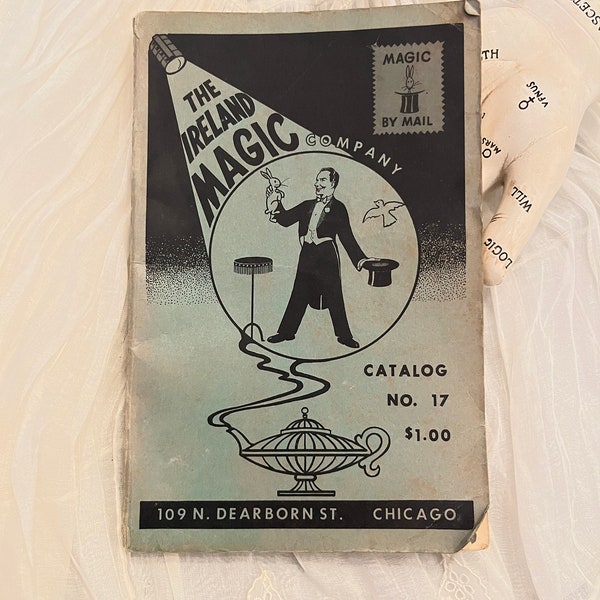 THE
IRELAND
MAGIC
COMPANY
MAGIC
BY MAIL
CATALOG
NO. 17
$1.00
109 N. DEARBORN ST. CHICAGO
VENUS
MARS
WILL
LOGIC